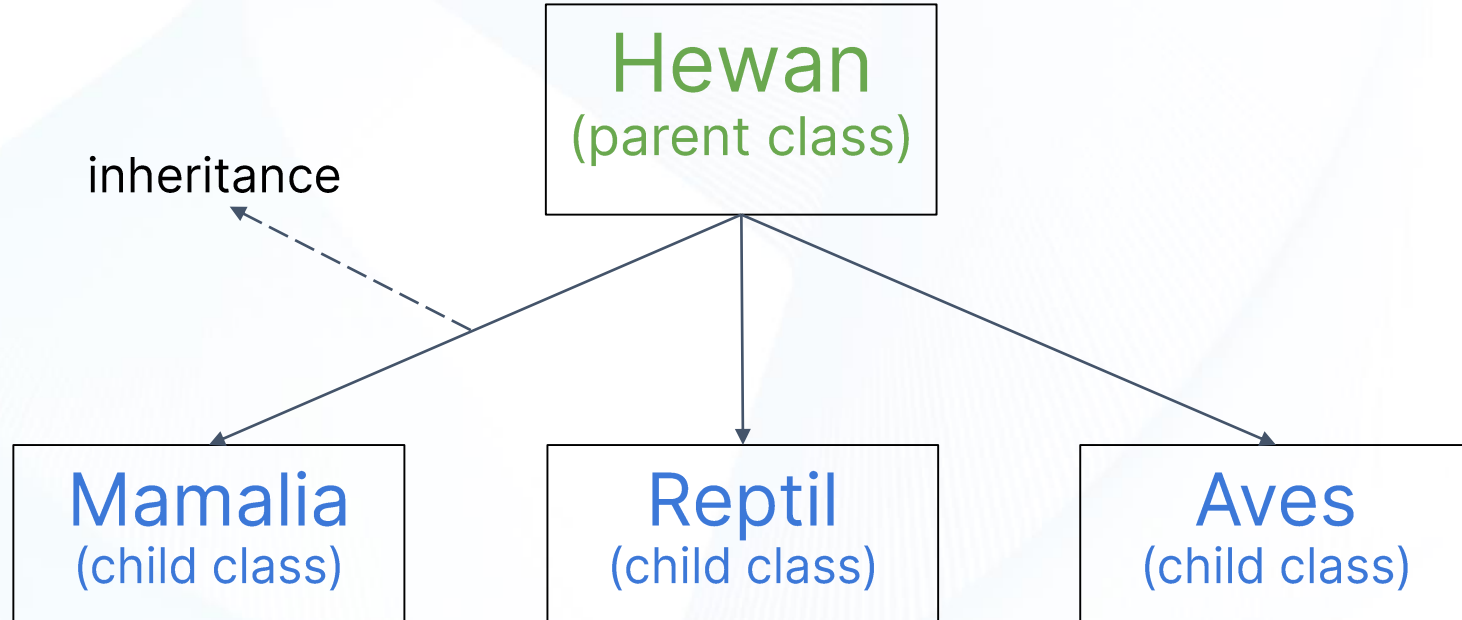 Hewan
(parent class)
inheritance
Mamalia
(child class)
Reptil
(child class)
Aves
(child class)